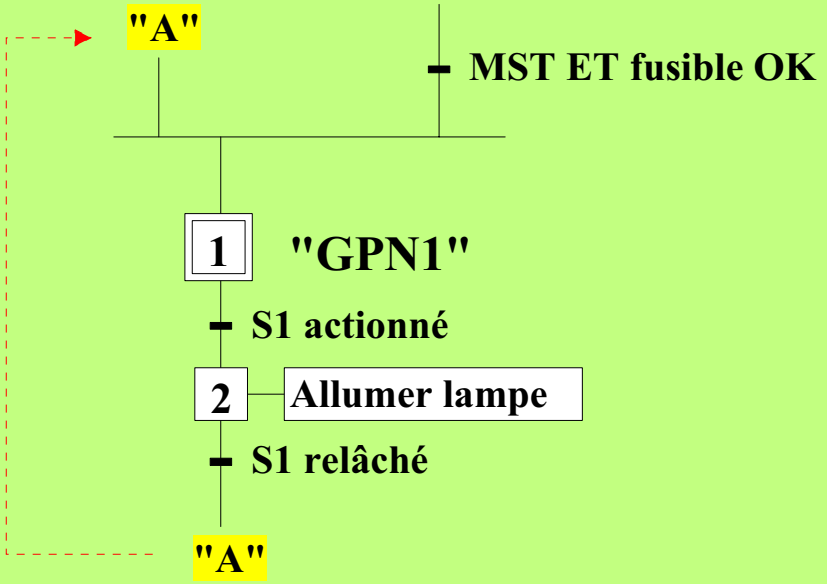 "A"
MST ET fusible OK
1 "GPN1"
S1 actionné
2 Allumer lampe
S1 relâché
"A"